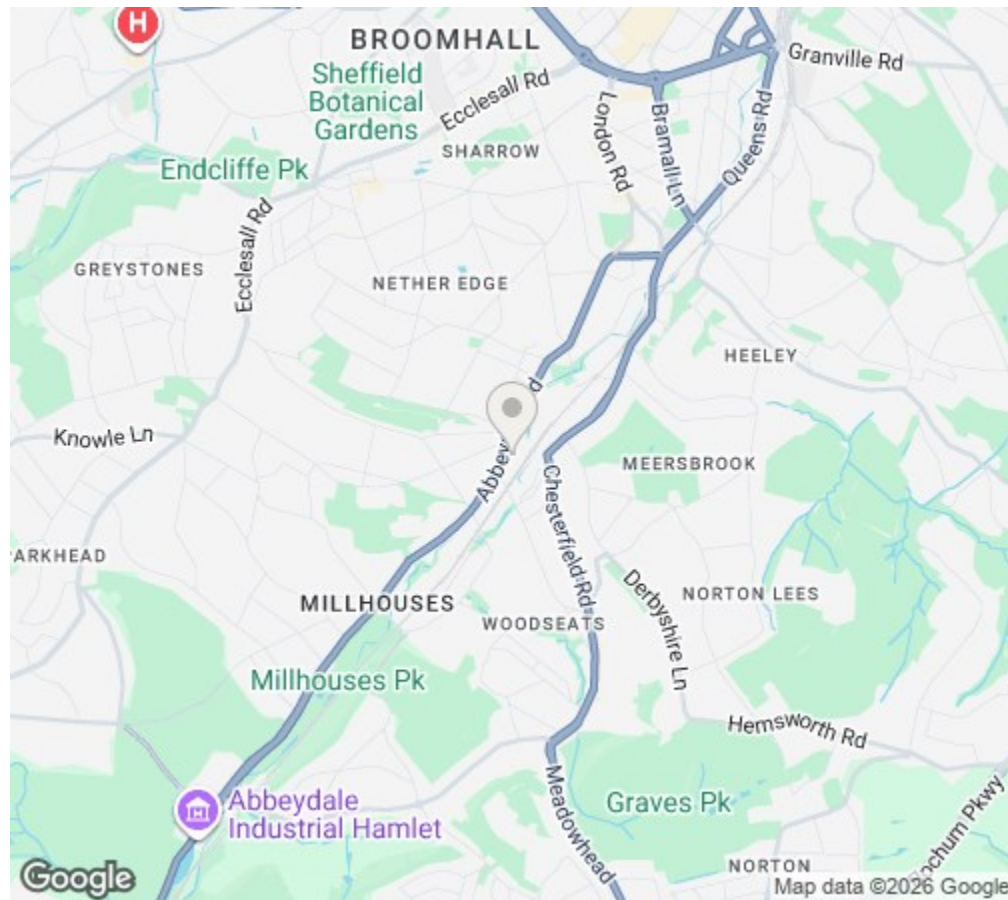 H
BROOMHALL
Granville Rd
Sheffield
Botanical
Gardens
Ecclesall Rd
London Rd
Bramall Ln
Queens Rd
SHARROW
Endcliffe Pk
Ecclesall Rd
GREYSTONES
NETHER EDGE
HEELEY
Knowle Ln
MEERSBROOK
Chesterfield Rd
ARKHEAD
Derbyshire Ln
NORTON LEES
MILLHOUSES
WOODSEATS
Millhouses Pk
Hemsworth Rd
Abbeydale
Industrial Hamlet
Meadowhead
Graves Pk
ochum Pkwy
NORTON
Google
Map data ©2026 Google